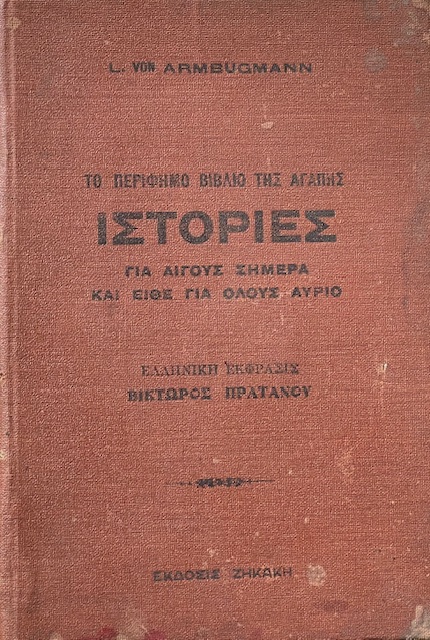 L. VON ARMBUGMANN
ΤΟ ΠΕΡΙΦΗΜΟ ΒΙΒΛΙΟ ΤΗΣ ΑΓΑΠΗΣ
ΙΣΤΟΡΙΕΣ
ΓΙΑ ΛΙΓΟΥΣ ΣΗΜΕΡΑ
ΚΑΙ ΕΙΘΕ ΓΙΑ ΟΛΟΥΣ ΑΥΡΙΟ
ΕΛΛΗΝΙΚΗ ΕΚΦΡΑΣΙΣ
ΒΙΚΤΩΡΟΣ ΠΡΑΤΑΝΟΥ
ΕΚΔΟΣΙΣ ΖΗΚΑΚΗ